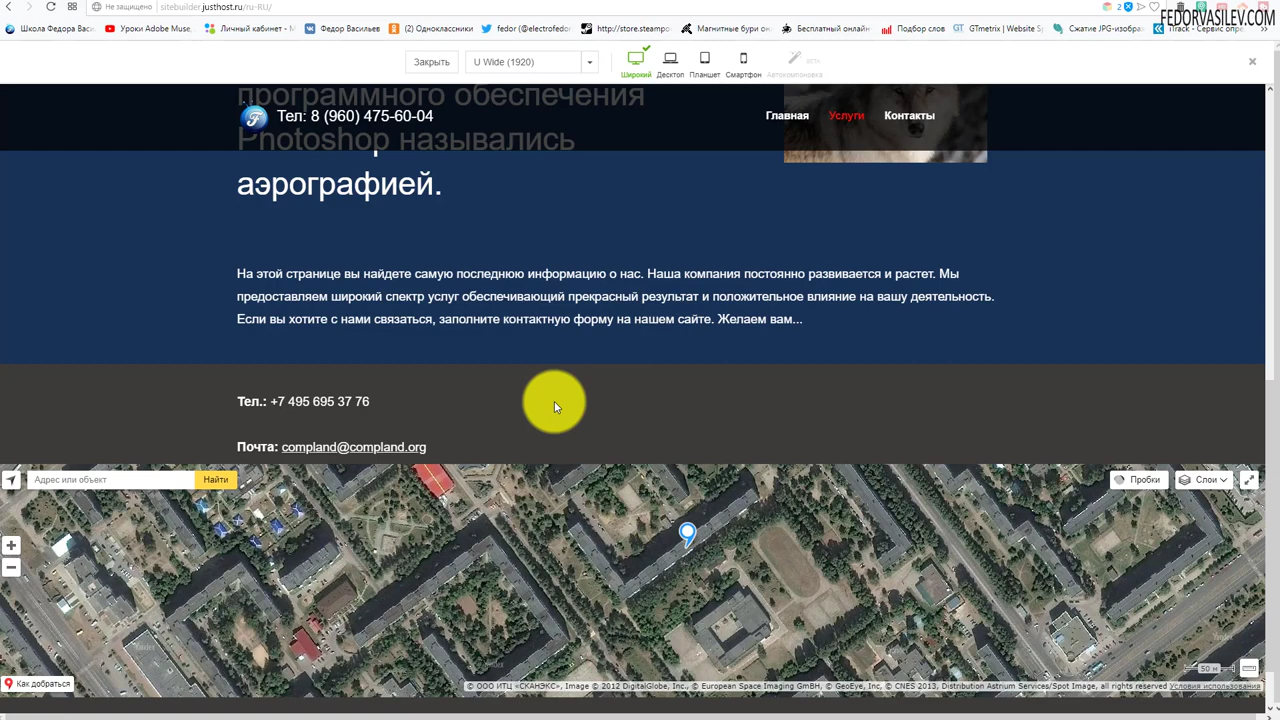 Не защищено sitebuilder.justhost.ru/ru-RU/
2
FEDORVASILEV.COM
Школа Федора Васи.
Уроки Adobe Muse,
Личный кабинет - М
Федор Васильев
(2) Одноклассники
fedor (@electrofedor
http://store.steampo
Магнитные бури он
Бесплатный онлайн
Подбор слов
GTmetrix | Website S
Сжатие JPG-изобра
iTrack - Сервис опре
Закрыть
U Wide (1920)
Широкий
Десктоп
Планшет
Смартфон
Автокомпоновка
БЕТА
программного обеспечения
Тел: 8 (960) 475-60-04
Главная
Услуги
Контакты
Photoshop назывались
аэрографией.
На этой странице вы найдете самую последнюю информацию о нас. Наша компания постоянно развивается и растет. Мы
предоставляем широкий спектр услуг обеспечивающий прекрасный результат и положительное влияние на вашу деятельность.
Если вы хотите с нами связаться, заполните контактную форму на нашем сайте. Желаем вам...
Тел.: +7 495 695 37 76
Почта: compland@compland.org
Адрес или объект
Найти
Пробки
Слои
50 м
Как добраться
© ООО ИТЦ «СКАНЭКС», Image © 2012 DigitalGlobe, Inc., © European Space Imaging GmBH, © GeoEye, Inc, © CNES 2013, Distribution Astrium Services/Spot Image, all rights reserved Условия использования